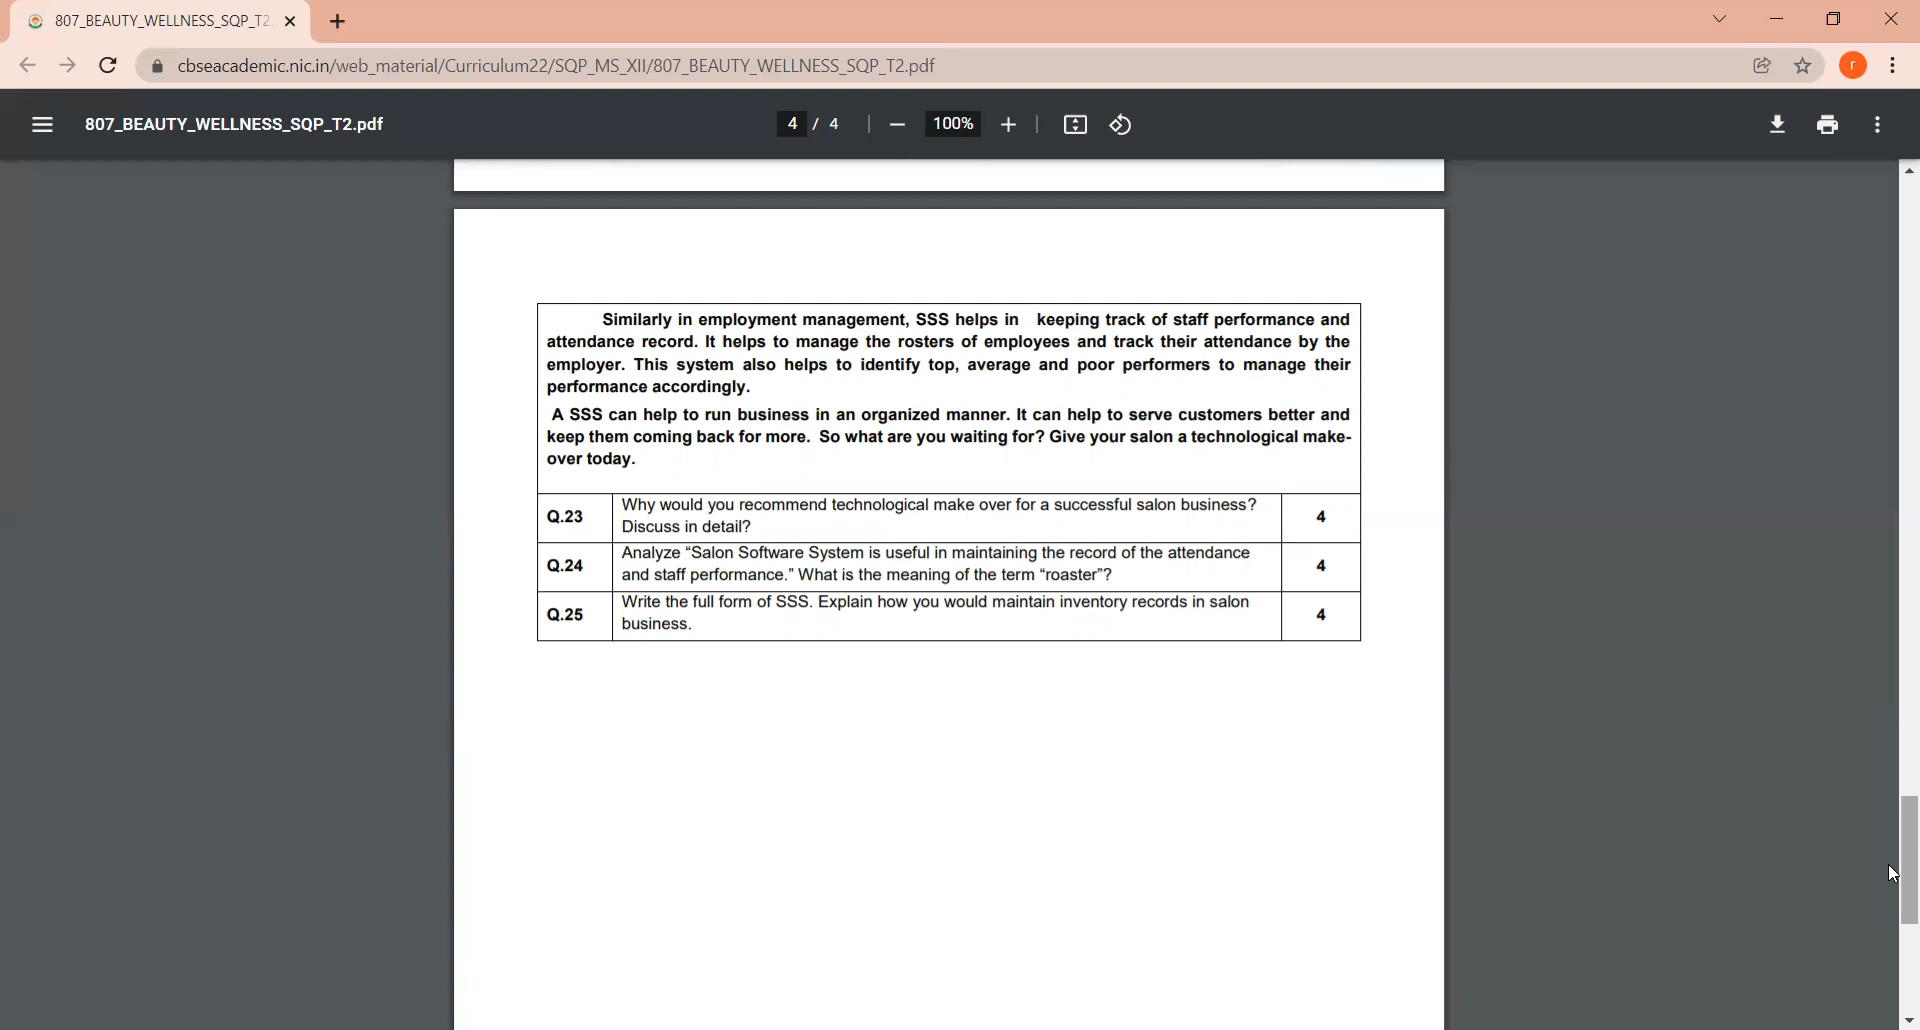 807_BEAUTY_WELLNESS_SQP_T2
cbseacademic.nic.in/web_material/Curriculum22/SQP_MS_XII/807_BEAUTY_WELLNESS_SQP_T2.pdf
r
807_BEAUTY_WELLNESS_SQP_T2.pdf
4 / 4
100%
Similarly in employment management, SSS helps in keeping track of staff performance and
attendance record. It helps to manage the rosters of employees and track their attendance by the
employer. This system also helps to identify top, average and poor performers to manage their
performance accordingly.
A SSS can help to run business in an organized manner. It can help to serve customers better and
keep them coming back for more. So what are you waiting for? Give your salon a technological make-
over today.
Q.23 Why would you recommend technological make over for a successful salon business? 4
Discuss in detail?
Q.24 Analyze “Salon Software System is useful in maintaining the record of the attendance 4
and staff performance.” What is the meaning of the term “roaster”?
Q.25 Write the full form of SSS. Explain how you would maintain inventory records in salon 4
business.